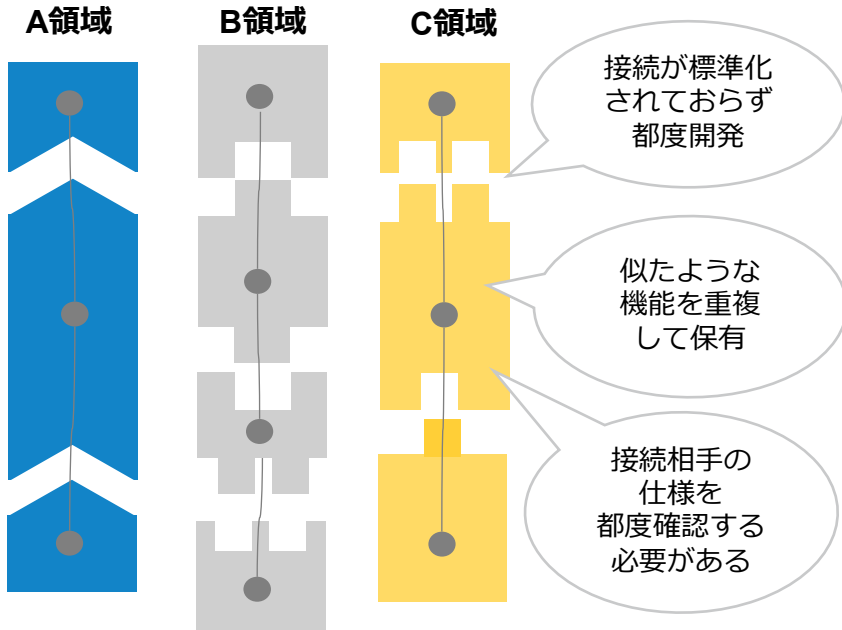 A領域
B領域
C領域
接続が標準化
されておらず
都度開発
似たような
機能を重複
して保有
接続相手の
仕様を
都度確認する
必要がある